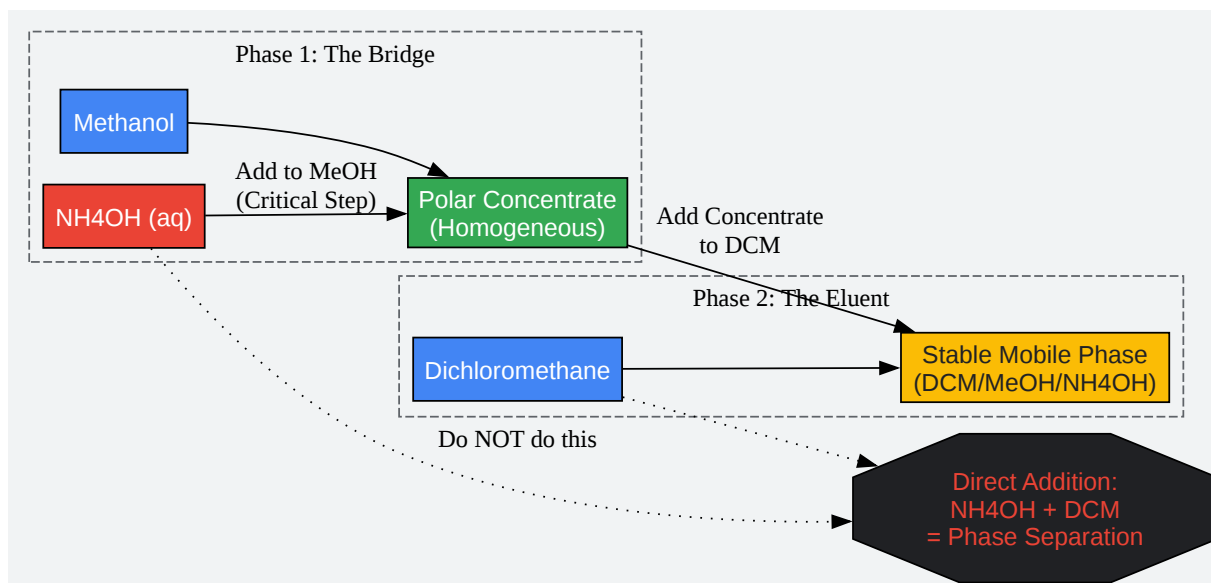 Phase 1: The Bridge
Methanol
Add to MeOH
(Critical Step)
NH4OH (aq)
Polar Concentrate
(Homogeneous)
Add Concentrate
to DCM
Phase 2: The Eluent
Dichloromethane
Stable Mobile Phase
(DCM/MeOH/NH4OH)
Do NOT do this
Direct Addition:
NH4OH + DCM
= Phase Separation